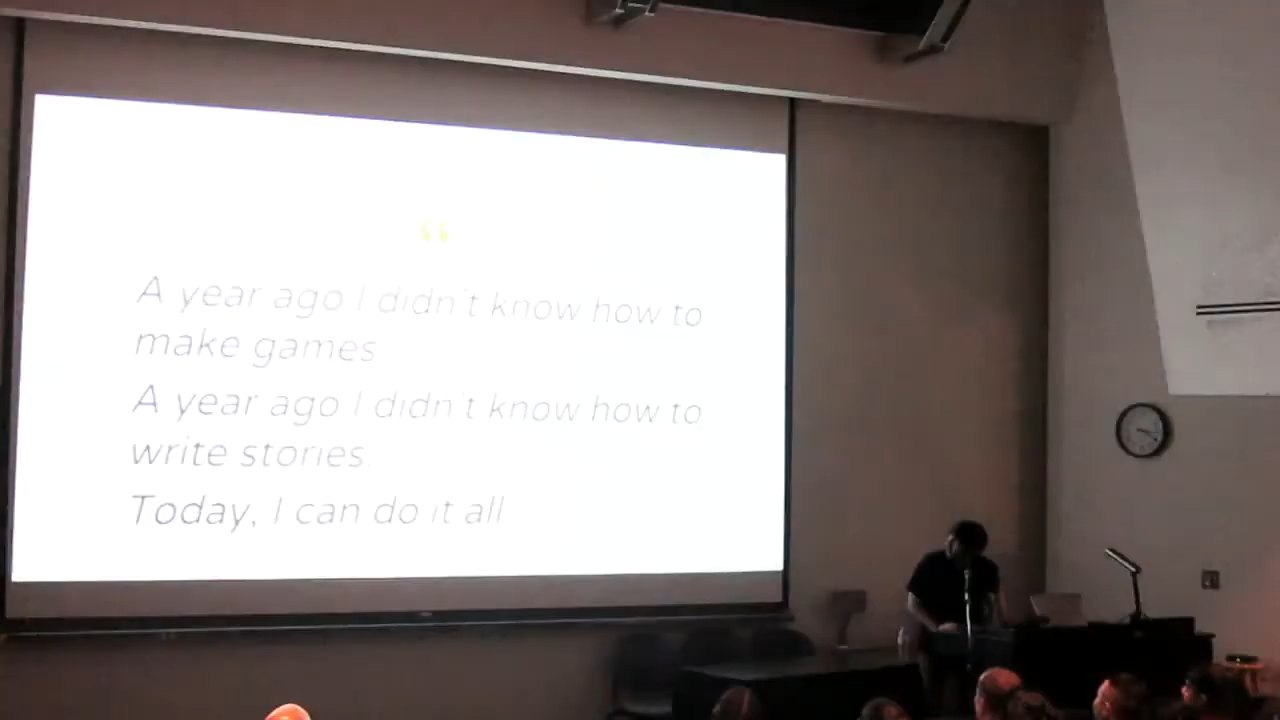 “
A year ago I didn't know how to
make games
A year ago I didn't know how to
write stories.
Today, I can do it all